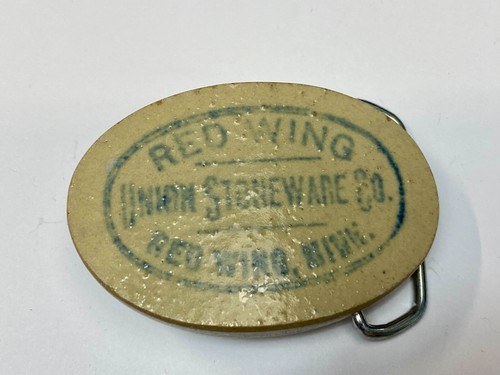 RED WING
UNION STONEWARE CO.
RED WING, MINN.